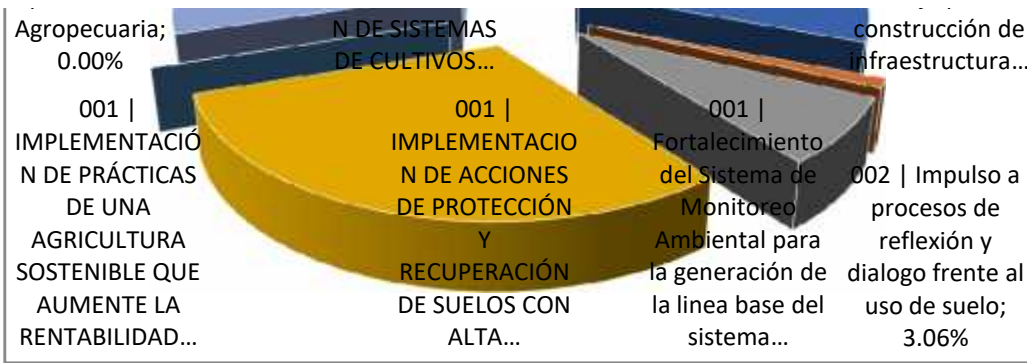 Agropecuaria;
0.00%
N DE SISTEMAS
DE CULTIVOS…
construcción de
infraestructura…
001 |
IMPLEMENTACIÓ
N DE PRÁCTICAS
DE UNA
AGRICULTURA
SOSTENIBLE QUE
AUMENTE LA
RENTABILIDAD…
001 |
IMPLEMENTACIO
N DE ACCIONES
DE PROTECCIÓN
Y
RECUPERACIÓN
DE SUELOS CON
ALTA…
001 |
Fortalecimiento
del Sistema de
Monitoreo
Ambiental para
la generación de
la linea base del
sistema…
002 | Impulso a
procesos de
reflexión y
dialogo frente al
uso de suelo;
3.06%